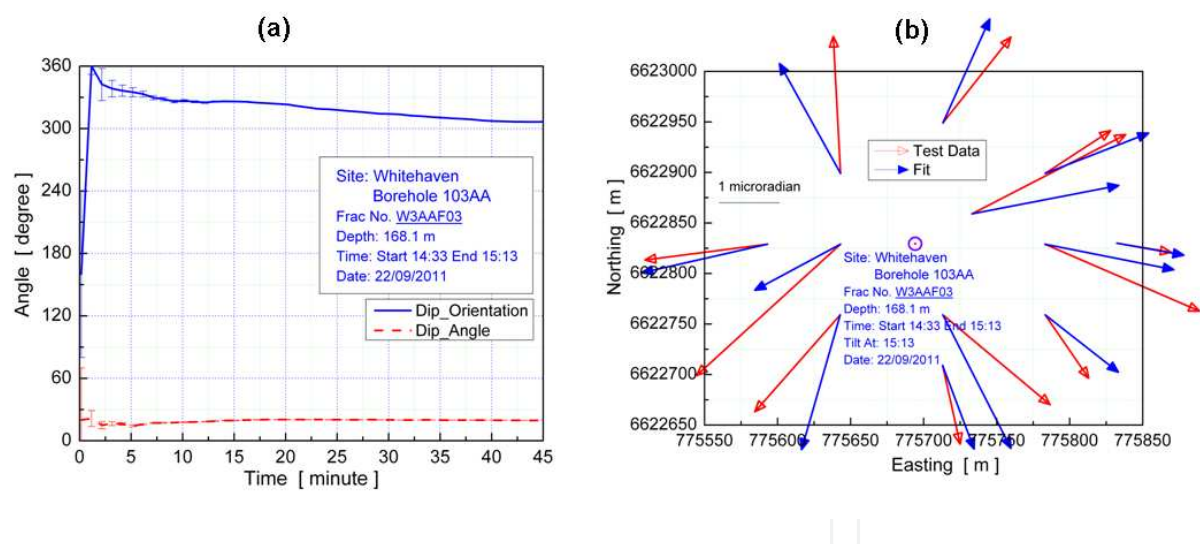 (a)
360
300
240
180
120
60
0
Angle [ degree ]
Site: Whitehaven
Borehole 103AA
Frac No. W3AAF03
Depth: 168.1 m
Time: Start 14:33 End 15:13
Date: 22/09/2011
Dip_Orientation
Dip_Angle
0 5 10 15 20 25 30 35 40 45
Time [ minute ]
(b)
6623000
6622950
6622900
6622850
6622800
6622750
6622700
6622650
Northing [ m ]
Test Data
Fit
1 microradian
Site: Whitehaven
Borehole 103AA
Frac No. W3AAF03
Depth: 168.1 m
Time: Start 14:33 End 15:13
Tilt At: 15:13
Date: 22/09/2011
775550 775600 775650 775700 775750 775800 775850
Easting [ m ]